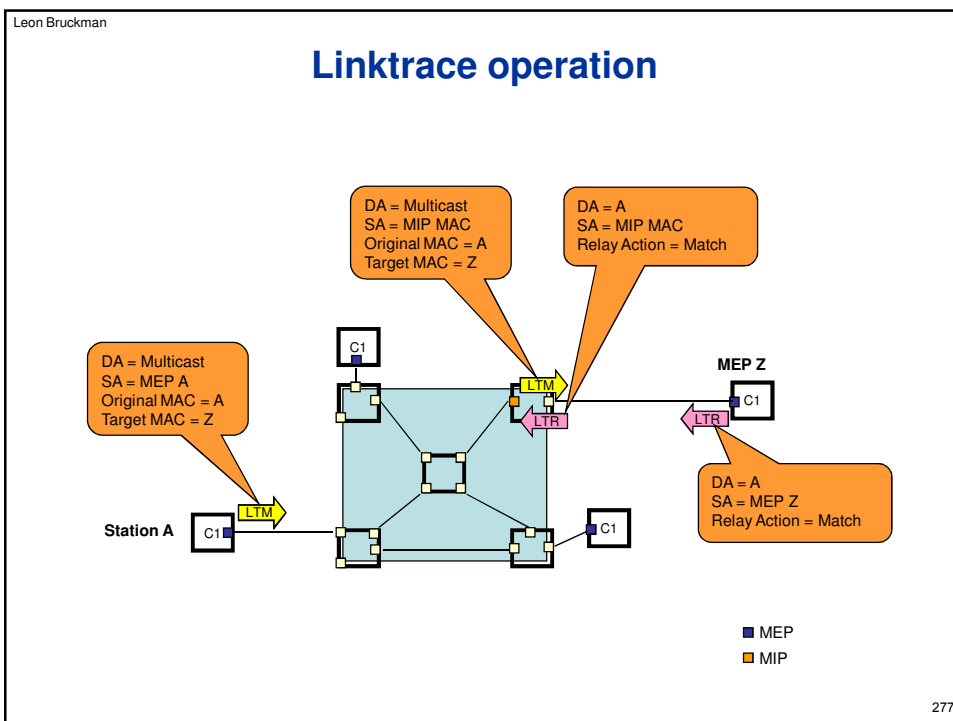 Leon Bruckman
Linktrace operation
DA = Multicast
SA = MIP MAC
Original MAC = A
Target MAC = Z
DA = A
SA = MIP MAC
Relay Action = Match
DA = Multicast
SA = MEP A
Original MAC = A
Target MAC = Z
C1
MEP Z
LTM
C1
LTR
LTR
DA = A
SA = MEP Z
Relay Action = Match
LTM
Station A
C1
C1
MEP
MIP
277